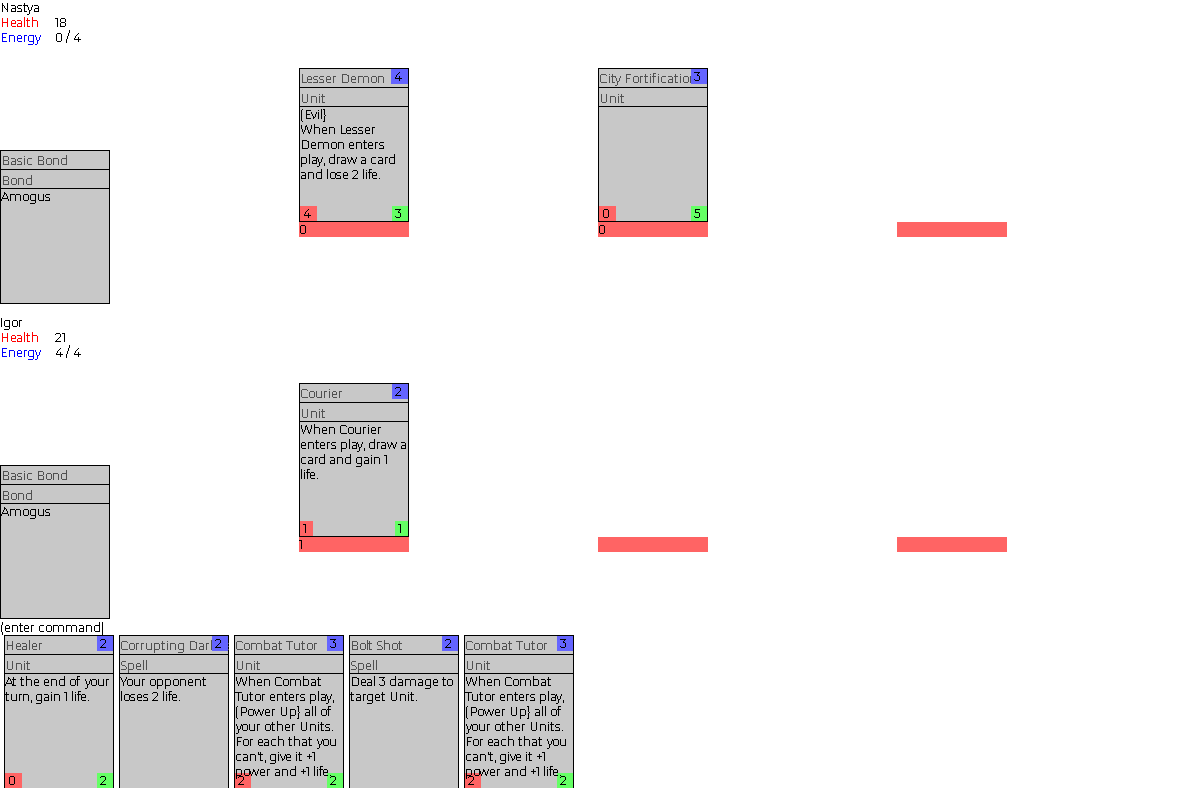 Nastya
Health 18
Energy 0 / 4
Lesser Demon 4
Unit
{Evil}
When Lesser
Demon enters
play, draw a card
and lose 2 life.
4 3
0
City Fortificatio 3
Unit
0 5
0
Basic Bond
Bond
Amogus
Igor
Health 21
Energy 4 / 4
Courier 2
Unit
When Courier
enters play, draw a
card and gain 1
life.
1 1
1
Basic Bond
Bond
Amogus
(enter command)
Healer 2
Unit
At the end of your
turn, gain 1 life.
0 2
Corrupting Dar 2
Spell
Your opponent
loses 2 life.
Combat Tutor 3
Unit
When Combat
Tutor enters play,
{Power Up} all of
your other Units.
For each that you
can't, give it +1
power and +1 life.
2 2
Bolt Shot 2
Spell
Deal 3 damage to
target Unit.
Combat Tutor 3
Unit
When Combat
Tutor enters play,
{Power Up} all of
your other Units.
For each that you
can't, give it +1
power and +1 life.
2 2